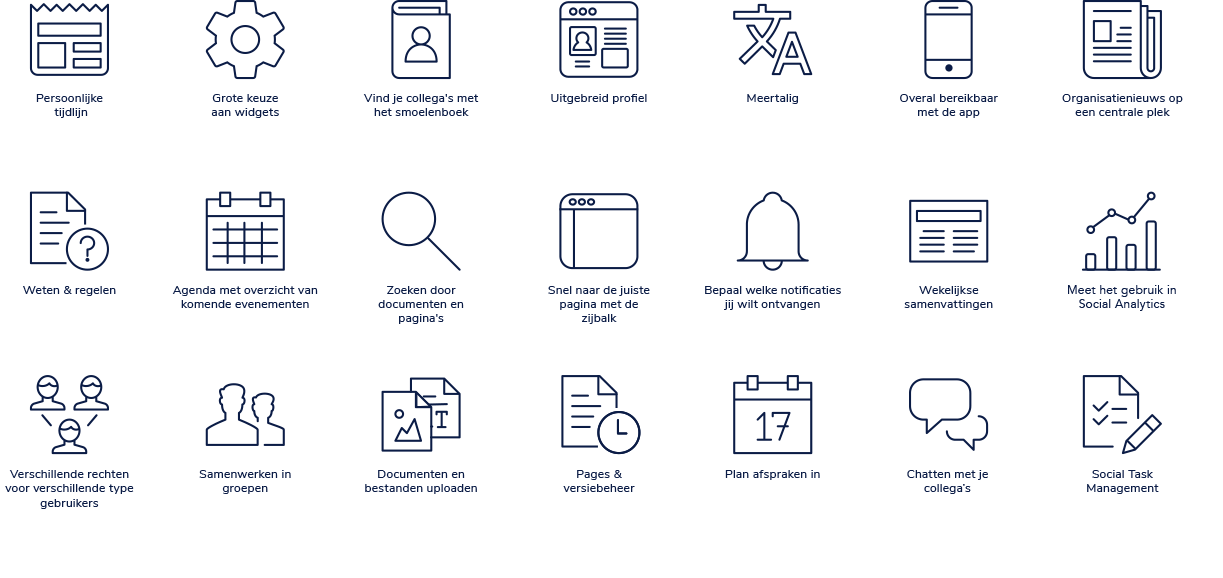 Persoonlijke
tijdlijn
Grote keuze
aan widgets
Vind je collega's met
het smoelenboek
Uitgebreid profiel
Meertalig
Overal bereikbaar
met de app
Organisatienieuws op
een centrale plek
Weten & regelen
Agenda met overzicht van
komende evenementen
Zoeken door
documenten en
pagina's
Snel naar de juiste
pagina met de
zijbalk
Bepaal welke notificaties
jij wilt ontvangen
Wekelijkse
samenvattingen
Meet het gebruik in
Social Analytics
Verschillende rechten
voor verschillende type
gebruikers
Samenwerken in
groepen
T
Documenten en
bestanden uploaden
Pages &
versiebeheer
17
Plan afspraken in
Chatten met je
collega's
Social Task
Management